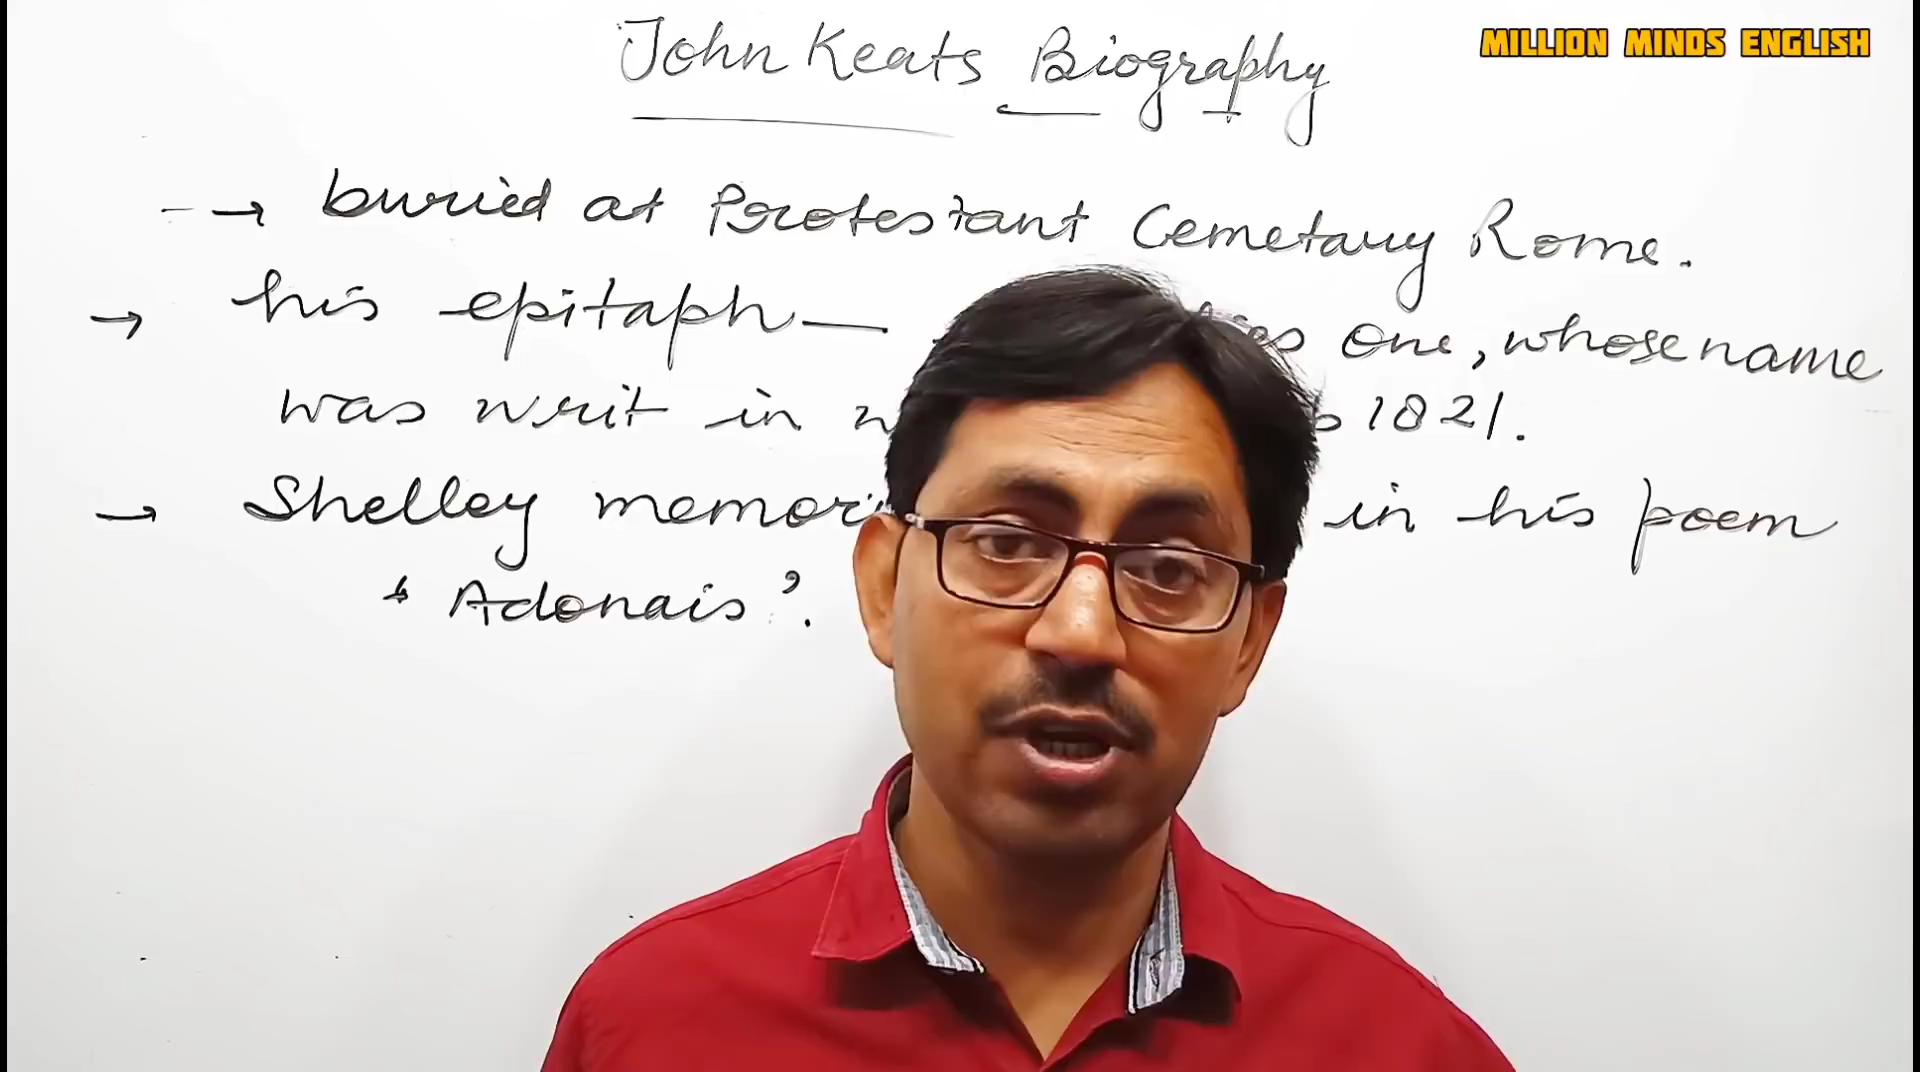 John Keats Biography
MILLION MINDS ENGLISH
→ buried at Protestant Cemetary Rome.
→ his epitaph — lies One, whose name
was writ in 1821.
→ Shelley in his poem
'Adonais'.